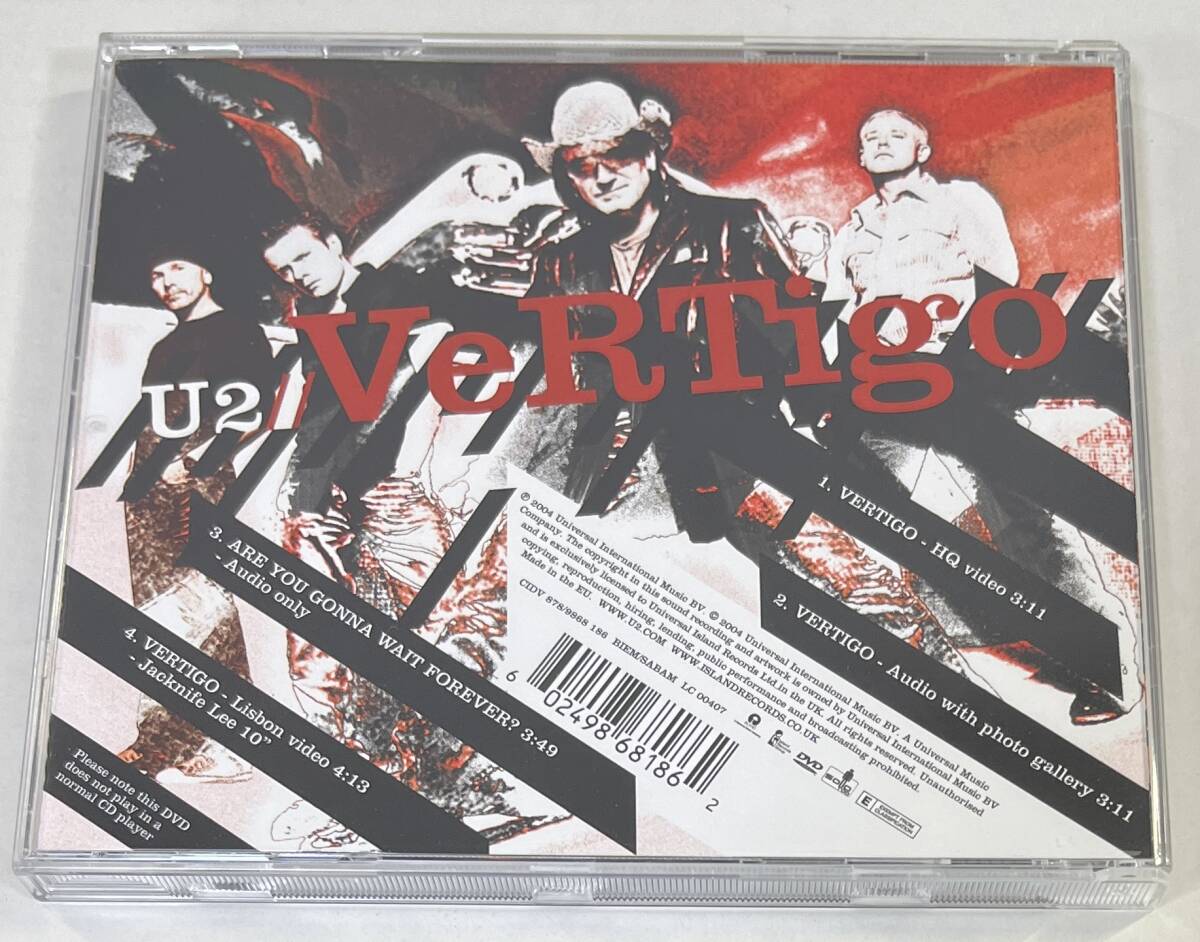 U2//VeRTigo
1. VERTIGO - HQ video 3:11
2. VERTIGO - Audio with photo gallery 3:11
3. ARE YOU GONNA WAIT FOREVER? 3:49
- Audio only
4. VERTIGO - Lisbon video 4:13
- Jacknife Lee 10"
Please note this DVD
does not play in a
normal CD player
℗ 2004 Universal International Music BV. © 2004 Universal International Music BV, A Universal Music
Company. The copyright in this sound recording and artwork is owned by Universal International Music BV
and is exclusively licensed to Universal Island Records Ltd.in the UK. All rights reserved. Unauthorised
copying, reproduction, hiring, lending, public performance and broadcasting prohibited.
Made in the EU. WWW.U2.COM WWW.ISLANDRECORDS.CO.UK
CIDV 878/9868 186 BIEM/SABAM LC 00407
6 02498 68186 2
DVD
E EXEMPT FROM
CLASSIFICATION